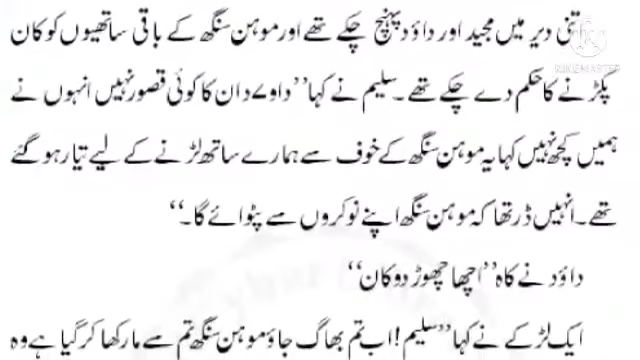 اتنی دیر میں مجید اور داؤد پہنچ چکے تھے اور موہن سنگھ کے باقی ساتھیوں کو کان
پکڑنے کا حکم دے چکے تھے۔ سلیم نے کہا ”داو٧د ان کا کوئی قصور نہیں انہوں نے
ہمیں کچھ نہیں کہا یہ موہن سنگھ کے خوف سے ہمارے ساتھ لڑنے کے لیے تیار ہو گئے
تھے۔ انہیں ڈر تھا کہ موہن سنگھ اپنے نوکروں سے پٹوائے گا۔“
داؤد نے کاہ ”اچھا چھوڑ دو کان“
ایک لڑکے نے کہا ”سلیم! اب تم بھاگ جاؤ موہن سنگھ تم سے مار کھا کر گیا ہے وہ
KINEMASTER